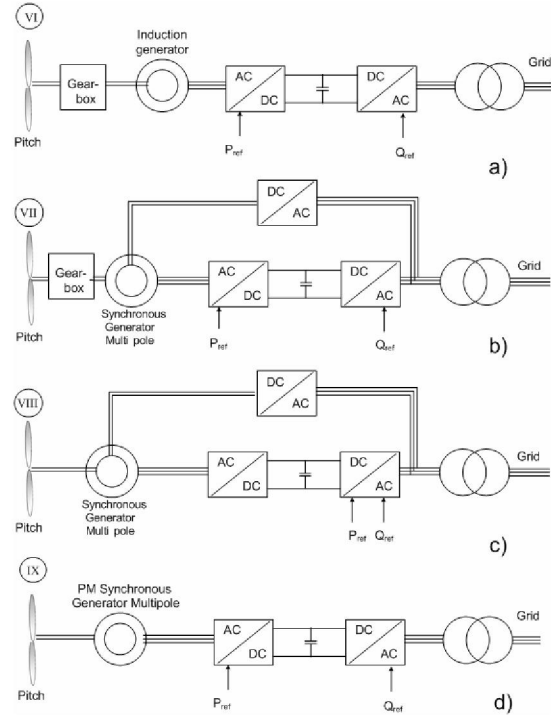 VI
Induction
generator
Gear-
box
AC
DC
DC
AC
Grid
Pitch
Pref
Qref
a)
VII
DC
AC
Gear-
box
AC
DC
DC
AC
Grid
Synchronous
Generator
Multi pole
Pitch
Pref
Qref
b)
VIII
DC
AC
AC
DC
DC
AC
Grid
Synchronous
Generator
Multi pole
Pitch
Pref
Qref
c)
IX
PM Synchronous
Generator Multipole
AC
DC
DC
AC
Grid
Pitch
Pref
Qref
d)